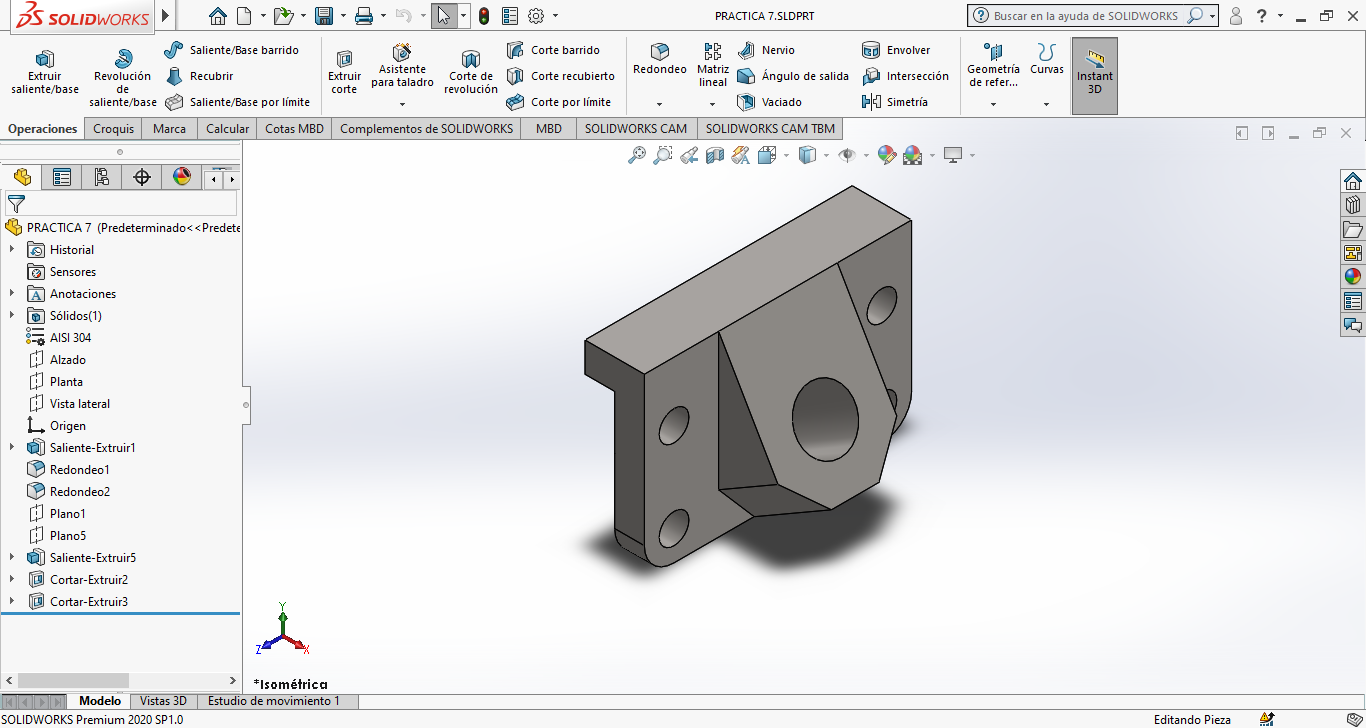 SOLIDWORKS
PRACTICA 7.SLDPRT
Buscar en la ayuda de SOLIDWORKS
?
Extruir saliente/base
Revolución de saliente/base
Saliente/Base barrido
Recubrir
Saliente/Base por límite
Extruir corte
Asistente para taladro
Corte de revolución
Corte barrido
Corte recubierto
Corte por límite
Redondeo
Matriz lineal
Nervio
Ángulo de salida
Vaciado
Envolver
Intersección
Simetría
Geometría de refer...
Curvas
Instant 3D
Operaciones
Croquis
Marca
Calcular
Cotas MBD
Complementos de SOLIDWORKS
MBD
SOLIDWORKS CAM
SOLIDWORKS CAM TBM
PRACTICA 7 (Predeterminado<<Predete
Historial
Sensores
Anotaciones
Sólidos(1)
AISI 304
Alzado
Planta
Vista lateral
Origen
Saliente-Extruir1
Redondeo1
Redondeo2
Plano1
Plano5
Saliente-Extruir5
Cortar-Extruir2
Cortar-Extruir3
Y
Z
X
*Isométrica
Modelo
Vistas 3D
Estudio de movimiento 1
SOLIDWORKS Premium 2020 SP1.0
Editando Pieza